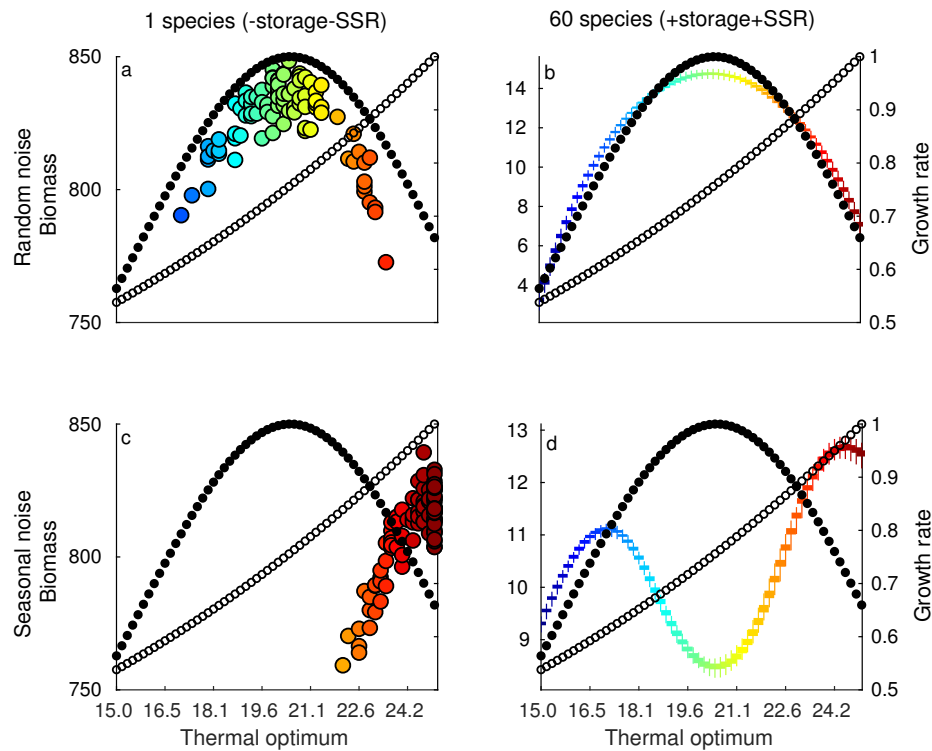 1 species (-storage-SSR)
60 species (+storage+SSR)
Random noise
Biomass
850
800
750
a
14
12
10
8
6
4
b
1
0.9
0.8
0.7
0.6
0.5
Growth rate
Seasonal noise
Biomass
850
800
750
c
15.0 16.5 18.1 19.6 21.1 22.6 24.2
Thermal optimum
13
12
11
10
9
d
1
0.9
0.8
0.7
0.6
0.5
Growth rate
15.0 16.5 18.1 19.6 21.1 22.6 24.2
Thermal optimum